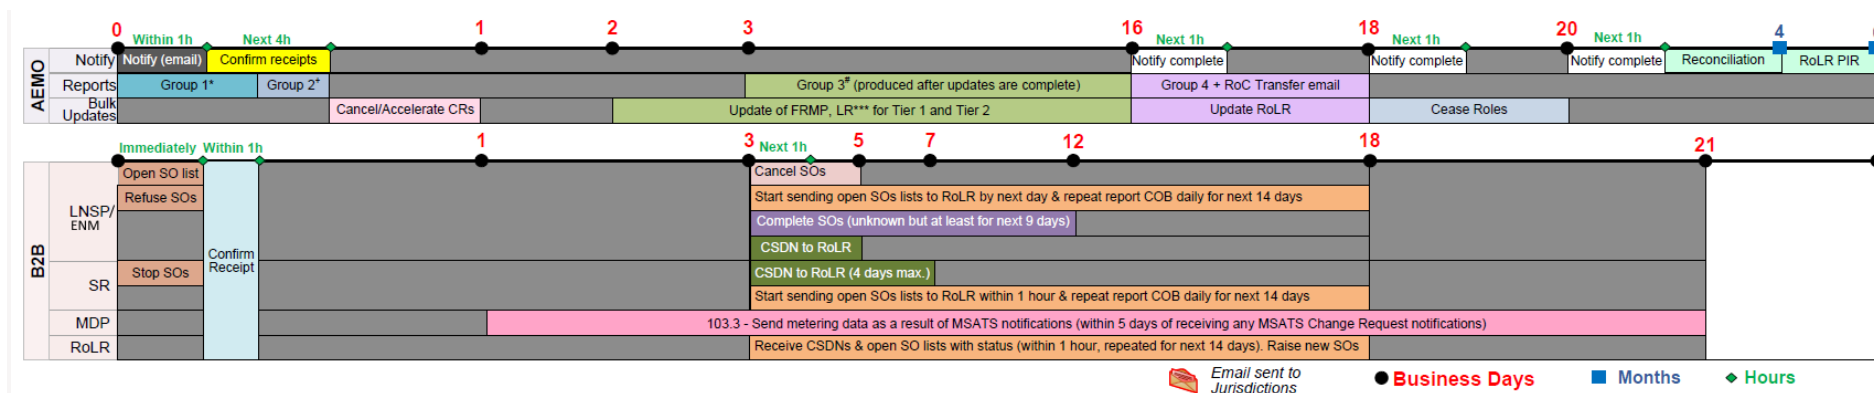 0
Within 1h
Next 4h
1
2
3
16
Next 1h
18
Next 1h
20
Next 1h
4
AEMO
Notify
Notify (email)
Confirm receipts
Notify complete
Notify complete
Notify complete
Reconciliation
RoLR PIR
Reports
Group 1*
Group 2+
Group 3# (produced after updates are complete)
Group 4 + RoC Transfer email
Bulk
Updates
Cancel/Accelerate CRs
Update of FRMP, LR*** for Tier 1 and Tier 2
Update RoLR
Cease Roles
Immediately
Within 1h
1
3
Next 1h
5
7
12
18
21
B2B
LNSP/
ENM
Open SO list
Cancel SOs
Refuse SOs
Start sending open SOs lists to RoLR by next day & repeat report COB daily for next 14 days
Complete SOs (unknown but at least for next 9 days)
Confirm
Receipt
CSDN to RoLR
SR
Stop SOs
CSDN to RoLR (4 days max.)
Start sending open SOs lists to RoLR within 1 hour & repeat report COB daily for next 14 days
MDP
103.3 - Send metering data as a result of MSATS notifications (within 5 days of receiving any MSATS Change Request notifications)
RoLR
Receive CSDNs & open SO lists with status (within 1 hour, repeated for next 14 days). Raise new SOs
Email sent to
Jurisdictions
Business Days
Months
Hours